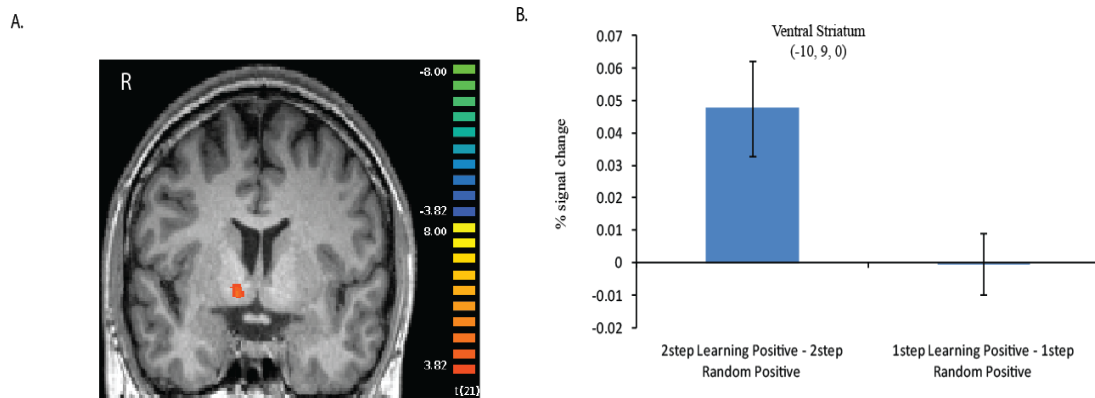 A.
R
-8.00
-3.82
8.00
3.82
t(21)
B.
Ventral Striatum
(-10, 9, 0)
% signal change
0.07
0.06
0.05
0.04
0.03
0.02
0.01
0
-0.01
-0.02
2step Learning Positive - 2step
Random Positive
1step Learning Positive - 1step
Random Positive